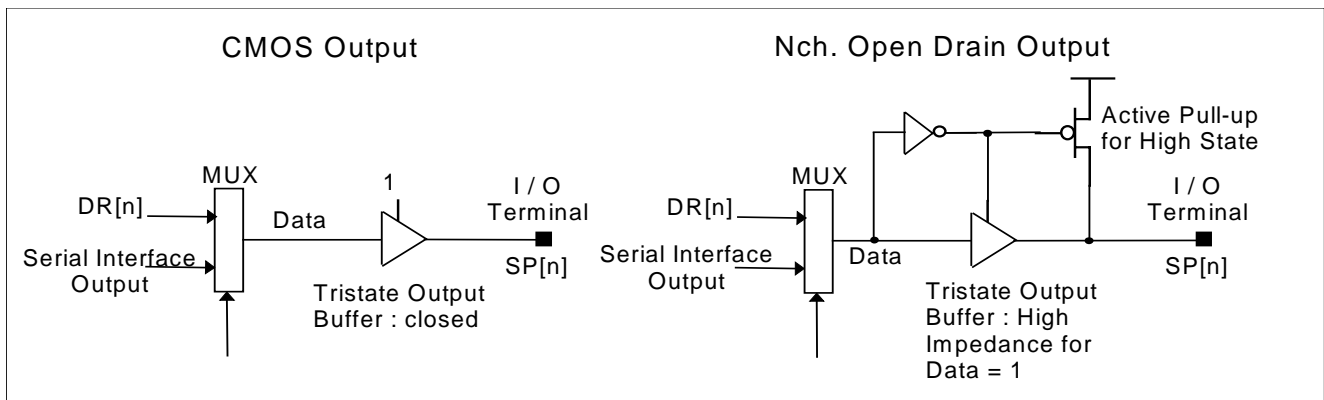 CMOS Output
MUX
DR[n]
Serial Interface
Output
Data
1
Tristate Output
Buffer : closed
I / O
Terminal
SP[n]
Nch. Open Drain Output
Active Pull-up
for High State
MUX
DR[n]
Serial Interface
Output
Data
Tristate Output
Buffer : High
Impedance for
Data = 1
I / O
Terminal
SP[n]